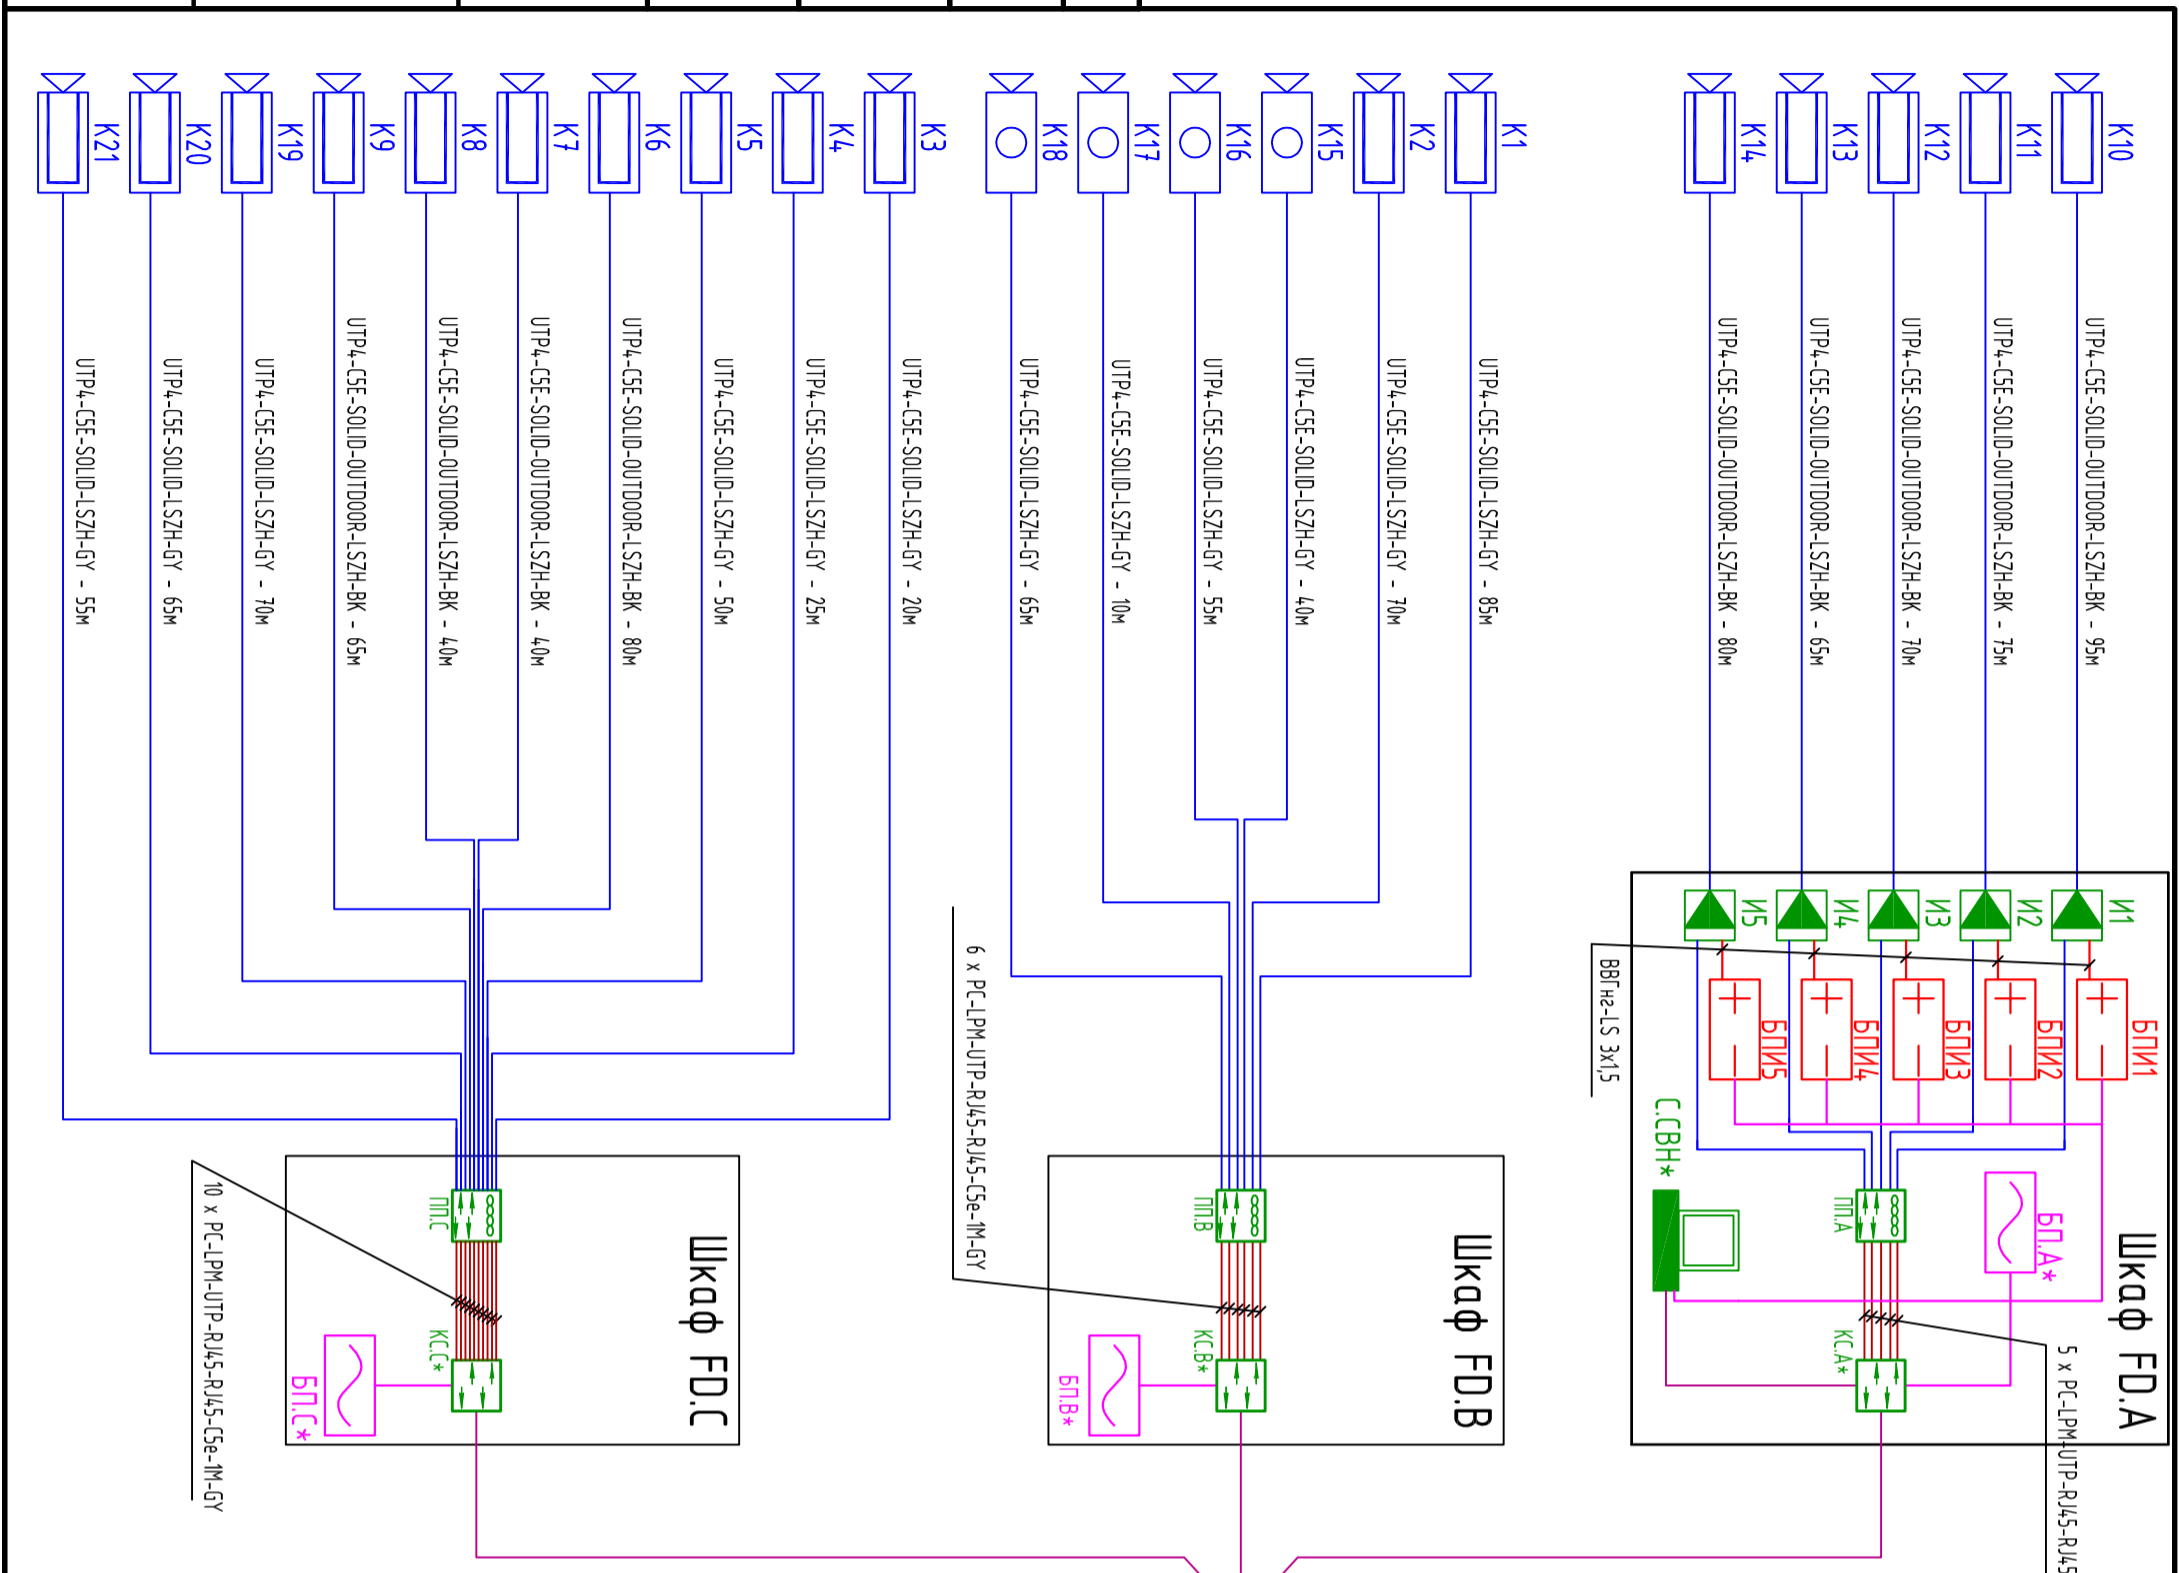 К10
К11
К12
К13
К14
К1
К2
К15
К16
К17
К18
К3
К4
К5
К6
К7
К8
К9
К19
К20
К21
UTP4-C5E-SOLID-OUTDOOR-LSZH-BK - 95м
UTP4-C5E-SOLID-OUTDOOR-LSZH-BK - 75м
UTP4-C5E-SOLID-OUTDOOR-LSZH-BK - 70м
UTP4-C5E-SOLID-OUTDOOR-LSZH-BK - 65м
UTP4-C5E-SOLID-OUTDOOR-LSZH-BK - 80м
UTP4-C5E-SOLID-LSZH-GY - 85м
UTP4-C5E-SOLID-LSZH-GY - 70м
UTP4-C5E-SOLID-LSZH-GY - 40м
UTP4-C5E-SOLID-LSZH-GY - 55м
UTP4-C5E-SOLID-LSZH-GY - 10м
UTP4-C5E-SOLID-LSZH-GY - 65м
UTP4-C5E-SOLID-LSZH-GY - 20м
UTP4-C5E-SOLID-LSZH-GY - 25м
UTP4-C5E-SOLID-LSZH-GY - 50м
UTP4-C5E-SOLID-OUTDOOR-LSZH-BK - 80м
UTP4-C5E-SOLID-OUTDOOR-LSZH-BK - 40м
UTP4-C5E-SOLID-OUTDOOR-LSZH-BK - 40м
UTP4-C5E-SOLID-OUTDOOR-LSZH-BK - 65м
UTP4-C5E-SOLID-LSZH-GY - 70м
UTP4-C5E-SOLID-LSZH-GY - 65м
UTP4-C5E-SOLID-LSZH-GY - 55м
И1
И2
И3
И4
И5
БПИ1
БПИ2
БПИ3
БПИ4
БПИ5
ВВГнг-LS 3х1,5
С.СВН*
БП.А*
ПП.А
КС.А*
Шкаф FD.A
5 x PC-LPM-UTP-RJ45-RJ45
6 x PC-LPM-UTP-RJ45-RJ45-C5e-1M-GY
ПП.В
КС.В*
БП.В*
Шкаф FD.B
10 x PC-LPM-UTP-RJ45-RJ45-C5e-1M-GY
ПП.С
КС.С*
БП.С*
Шкаф FD.C